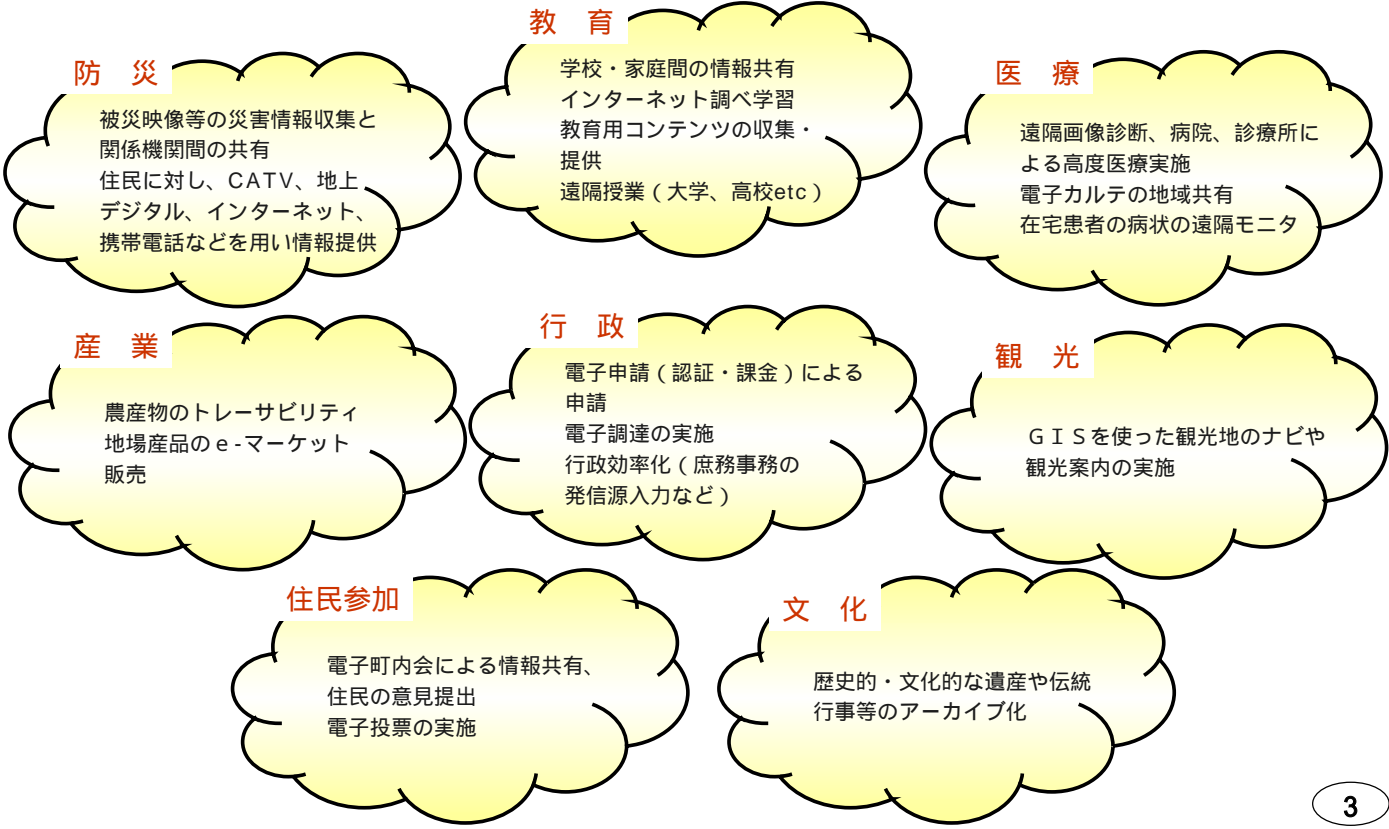 防　災
被災映像等の災害情報収集と
関係機関間の共有
住民に対し、CATV、地上
デジタル、インターネット、
携帯電話などを用い情報提供
教　育
学校・家庭間の情報共有
インターネット調べ学習
教育用コンテンツの収集・
提供
遠隔授業（大学、高校etc）
医　療
遠隔画像診断、病院、診療所に
よる高度医療実施
電子カルテの地域共有
在宅患者の病状の遠隔モニタ
産　業
農産物のトレーサビリティ
地場産品のｅ-マーケット
販売
行　政
電子申請（認証・課金）による
申請
電子調達の実施
行政効率化（庶務事務の
発信源入力など）
観　光
ＧＩＳを使った観光地のナビや
観光案内の実施
住民参加
電子町内会による情報共有、
住民の意見提出
電子投票の実施
文　化
歴史的・文化的な遺産や伝統
行事等のアーカイブ化
3